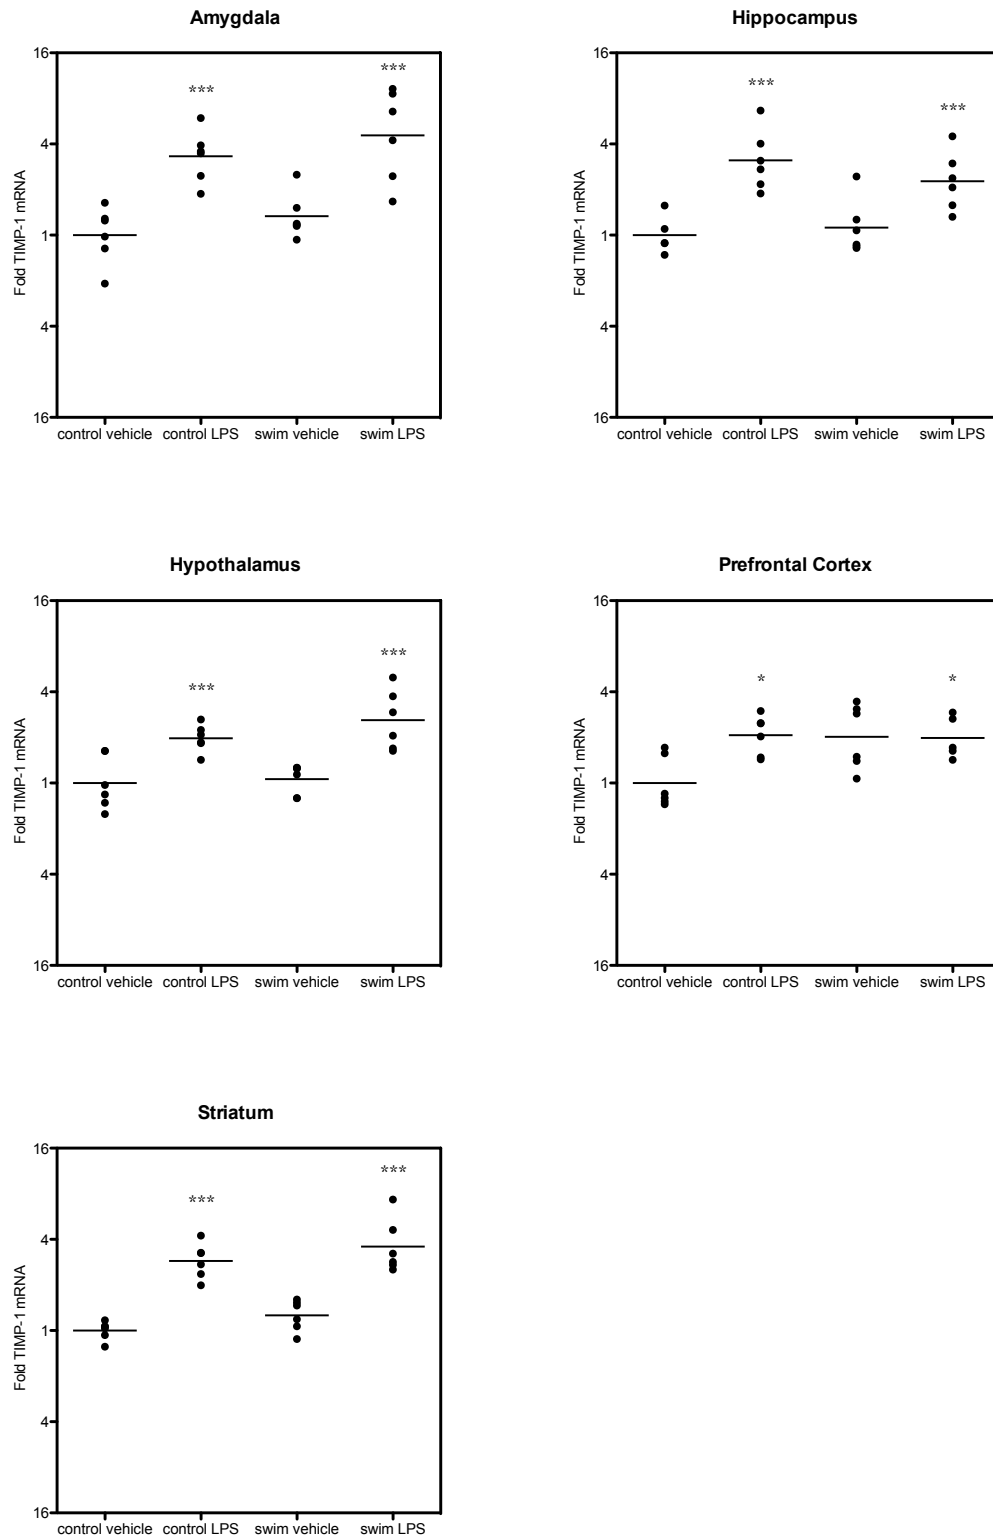 Amygdala
16
***
***
4
Fold TIMP-1 mRNA
1
4
16
control vehicle control LPS swim vehicle swim LPS
Hippocampus
16
***
***
4
Fold TIMP-1 mRNA
1
4
16
control vehicle control LPS swim vehicle swim LPS
Hypothalamus
16
***
***
4
Fold TIMP-1 mRNA
1
4
16
control vehicle control LPS swim vehicle swim LPS
Prefrontal Cortex
16
* *
4
Fold TIMP-1 mRNA
1
4
16
control vehicle control LPS swim vehicle swim LPS
Striatum
16
***
***
4
Fold TIMP-1 mRNA
1
4
16
control vehicle control LPS swim vehicle swim LPS